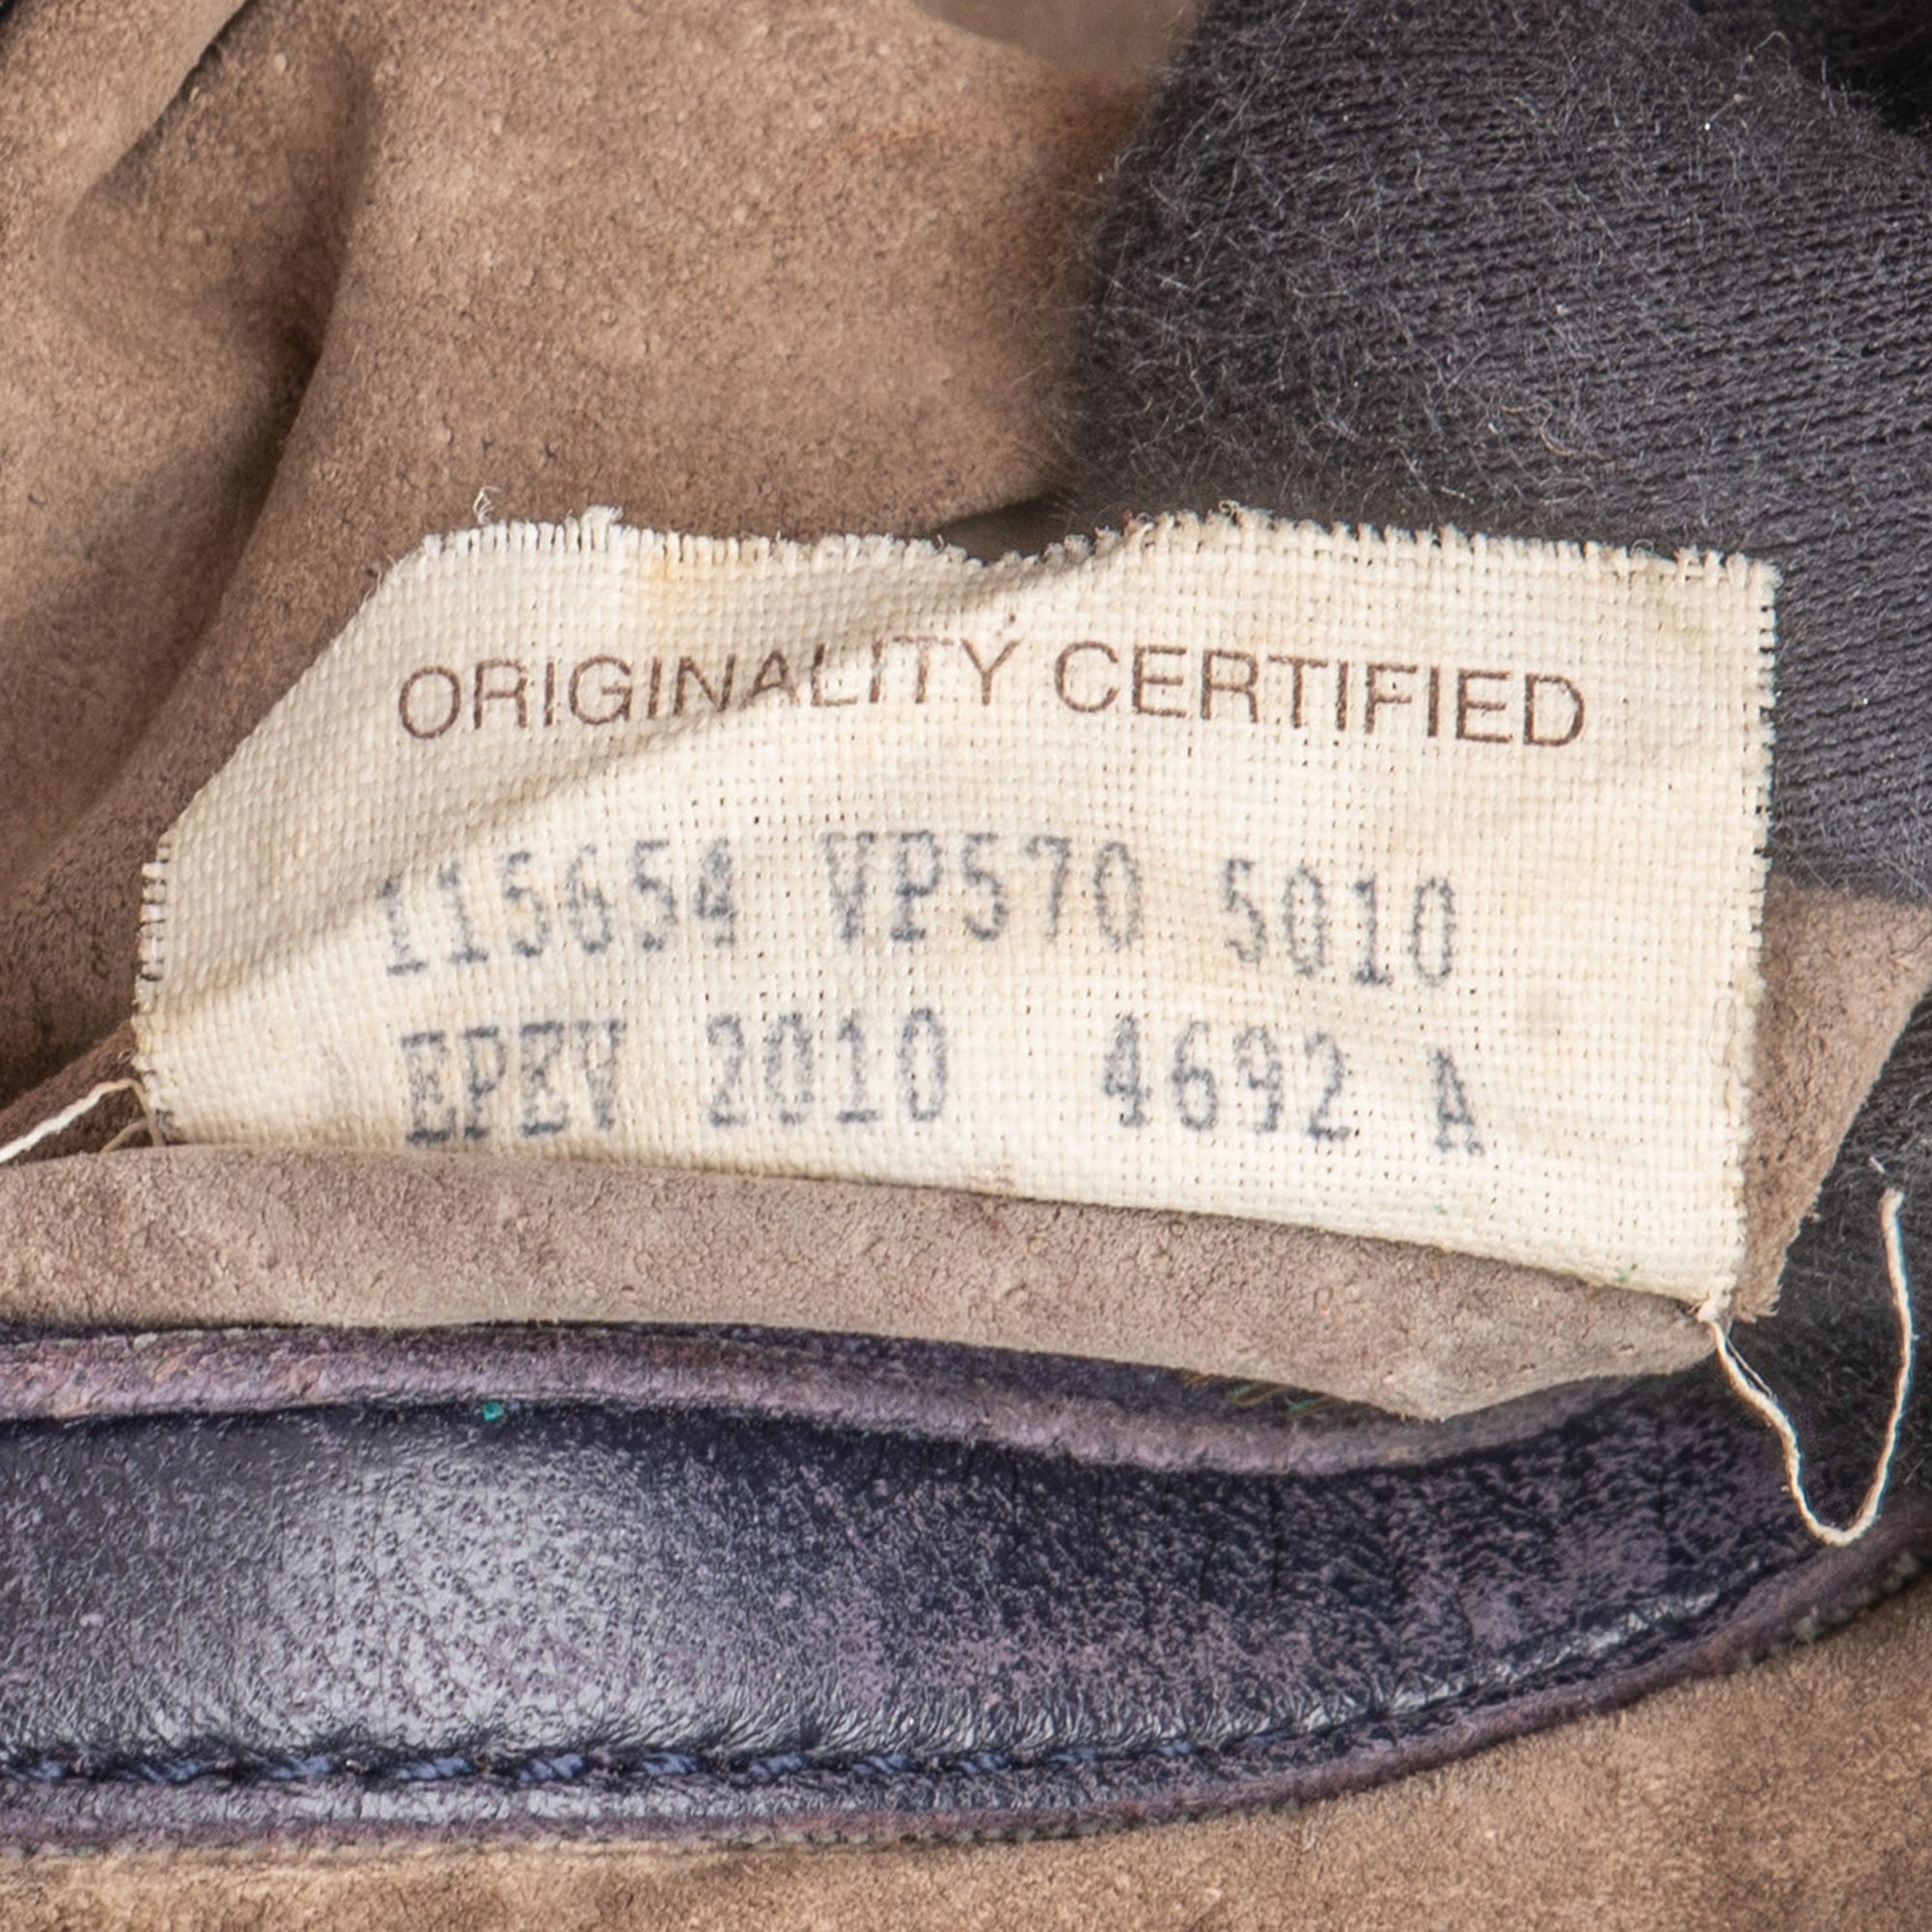 ORIGINALITY CERTIFIED
115654 VP570 5010
EPEV 2010 4692 A